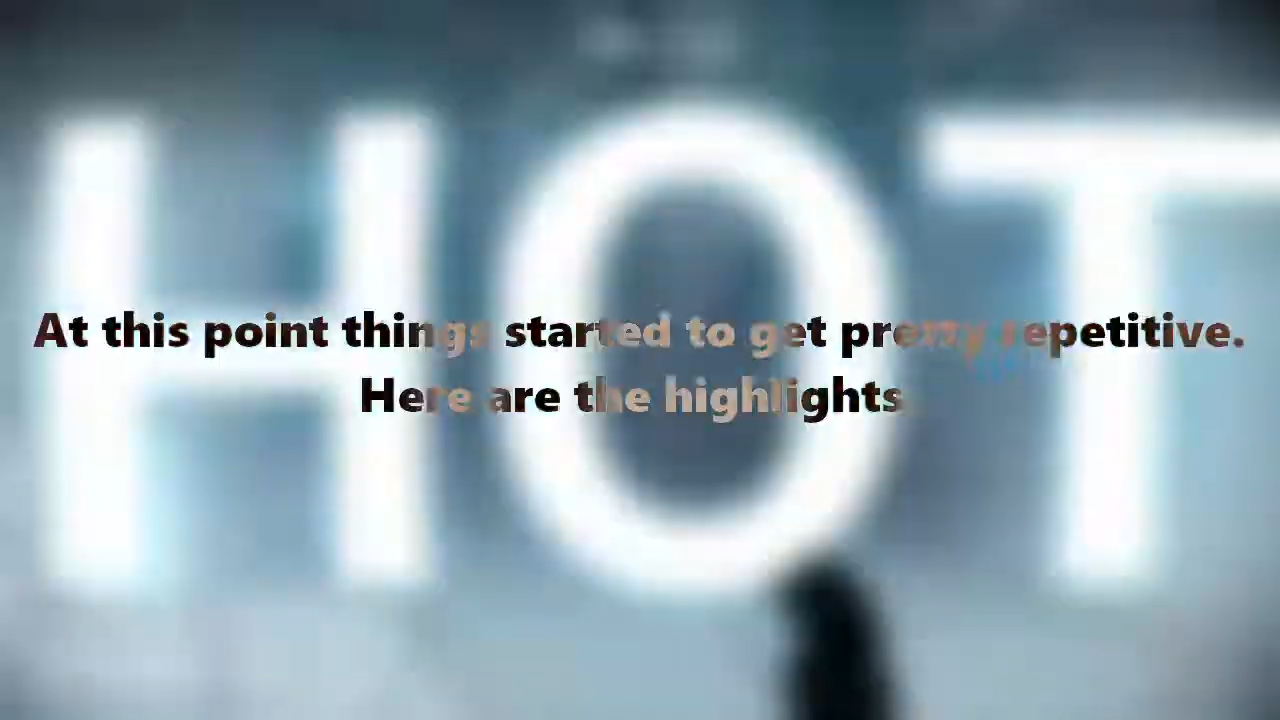 HOT
At this point things started to get pretty repetitive.
Here are the highlights